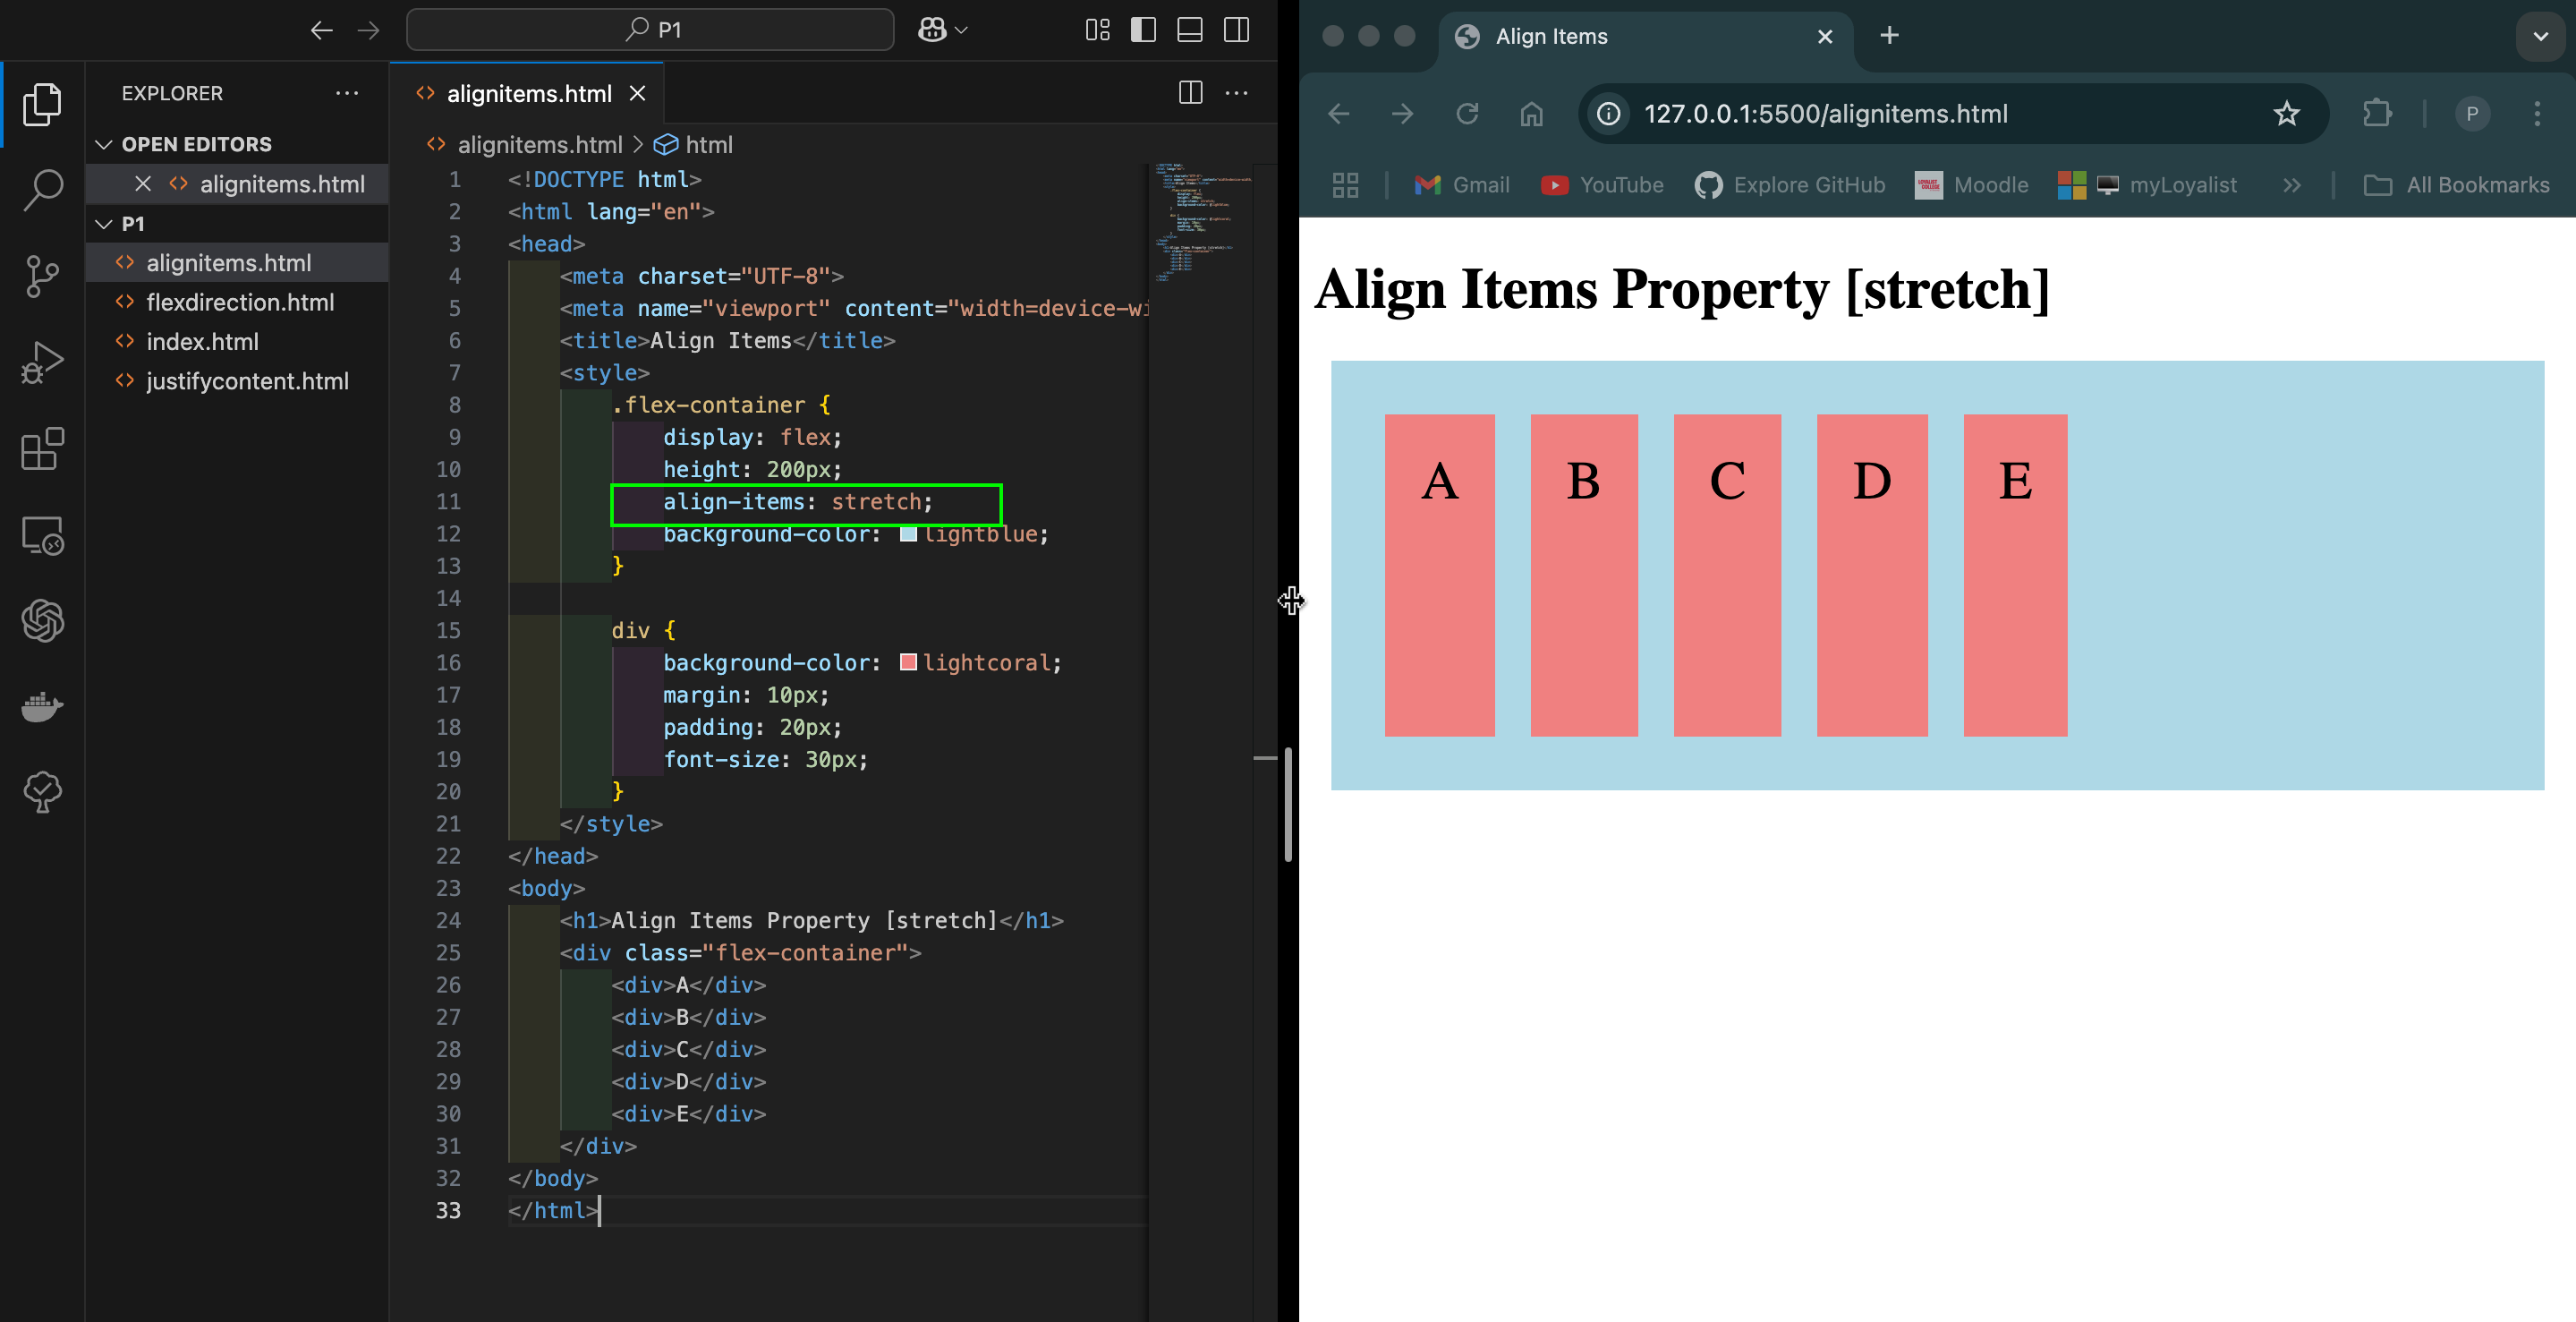 P1
EXPLORER
OPEN EDITORS
alignitems.html
P1
alignitems.html
flexdirection.html
index.html
justifycontent.html
alignitems.html
alignitems.html > html
1 <!DOCTYPE html>
2 <html lang="en">
3 <head>
4 <meta charset="UTF-8">
5 <meta name="viewport" content="width=device-wi
6 <title>Align Items</title>
7 <style>
8 .flex-container {
9 display: flex;
10 height: 200px;
11 align-items: stretch;
12 background-color: lightblue;
13 }
14
15 div {
16 background-color: lightcoral;
17 margin: 10px;
18 padding: 20px;
19 font-size: 30px;
20 }
21 </style>
22 </head>
23 <body>
24 <h1>Align Items Property [stretch]</h1>
25 <div class="flex-container">
26 <div>A</div>
27 <div>B</div>
28 <div>C</div>
29 <div>D</div>
30 <div>E</div>
31 </div>
32 </body>
33 </html>
Align Items
127.0.0.1:5500/alignitems.html
P
Gmail YouTube Explore GitHub Moodle myLoyalist >> All Bookmarks
Align Items Property [stretch]
A B C D E